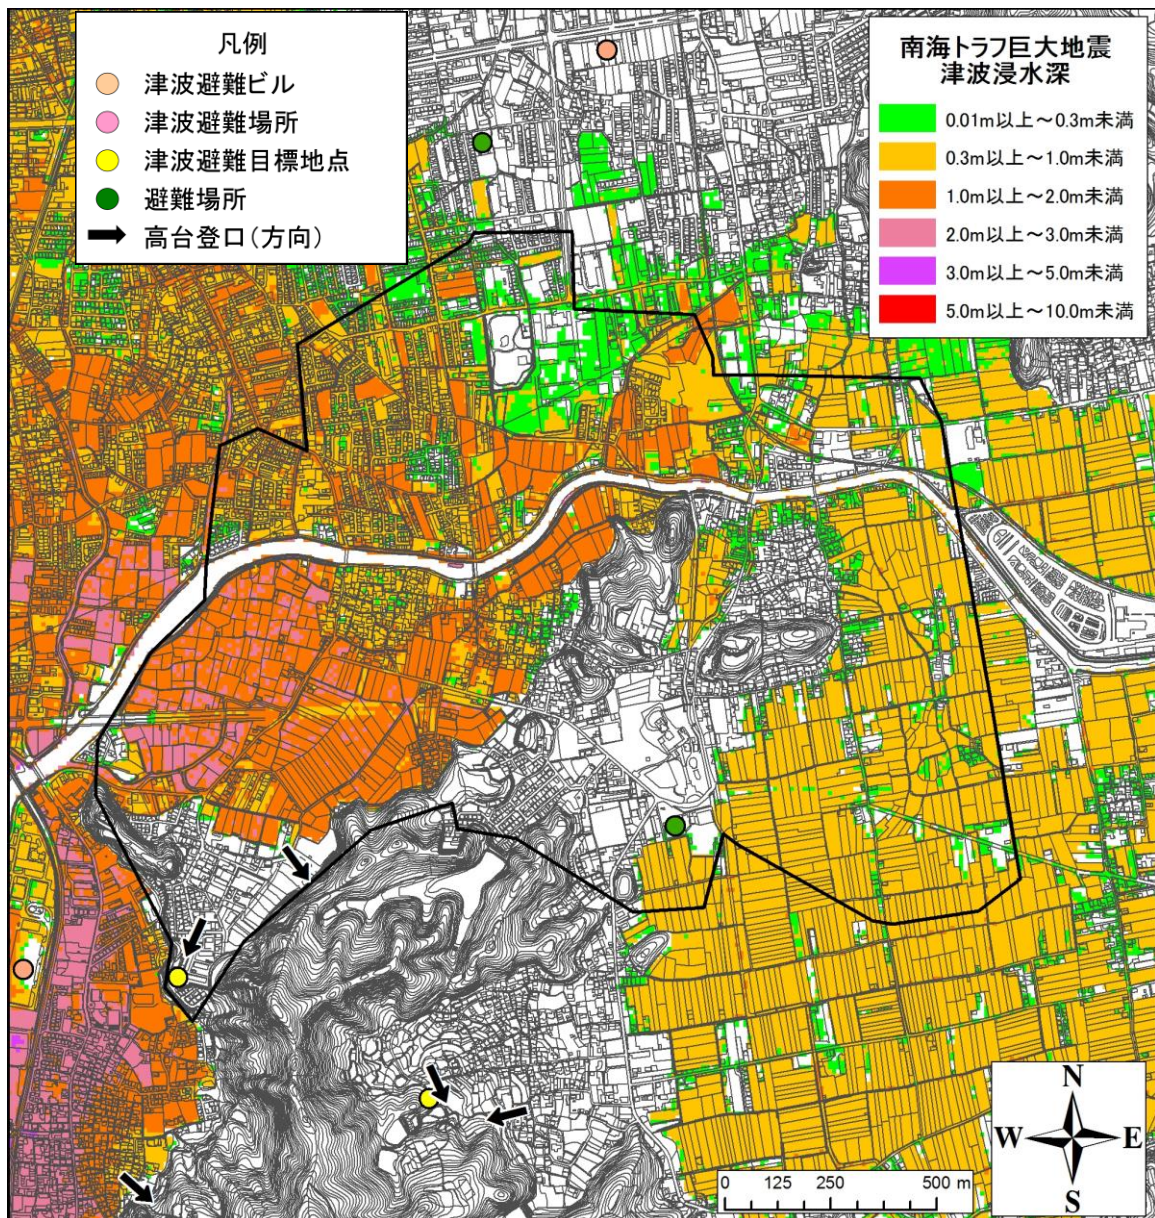 凡例
津波避難ビル
津波避難場所
津波避難目標地点
避難場所
高台登口(方向)
南海トラフ巨大地震
津波浸水深
0.01m以上~0.3m未満
0.3m以上~1.0m未満
1.0m以上~2.0m未満
2.0m以上~3.0m未満
3.0m以上~5.0m未満
5.0m以上~10.0m未満
N
W E
S
0 125 250 500 m